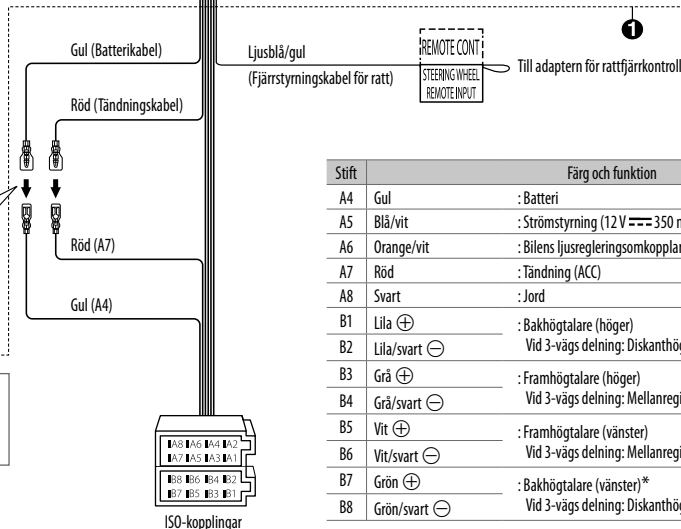 ❶
Gul (Batterikabel)
Ljusblå/gul
(Fjärrstyrningskabel för ratt)
REMOTE CONT
STEERING WHEEL
REMOTE INPUT
Till adaptern för rattfjärrkontroll
Röd (Tändningskabel)
Röd (A7)
Gul (A4)
A8 A6 A4 A2
A7 A5 A3 A1
B8 B6 B4 B2
B7 B5 B3 B1
ISO-kopplingar
Stift Färg och funktion
A4 Gul : Batteri
A5 Blå/vit : Strömstyrning (12 V ⎓ 350
A6 Orange/vit : Bilens ljusregleringsomkopplar
A7 Röd : Tändning (ACC)
A8 Svart : Jord
B1 Lila ⊕ : Bakhögtalare (höger)
B2 Lila/svart ⊖ Vid 3-vägs delning: Diskanthög
B3 Grå ⊕ : Framhögtalare (höger)
B4 Grå/svart ⊖ Vid 3-vägs delning: Mellanregi
B5 Vit ⊕ : Framhögtalare (vänster)
B6 Vit/svart ⊖ Vid 3-vägs delning: Mellanregi
B7 Grön ⊕ : Bakhögtalare (vänster)*
B8 Grön/svart ⊖ Vid 3-vägs delning: Diskanthög